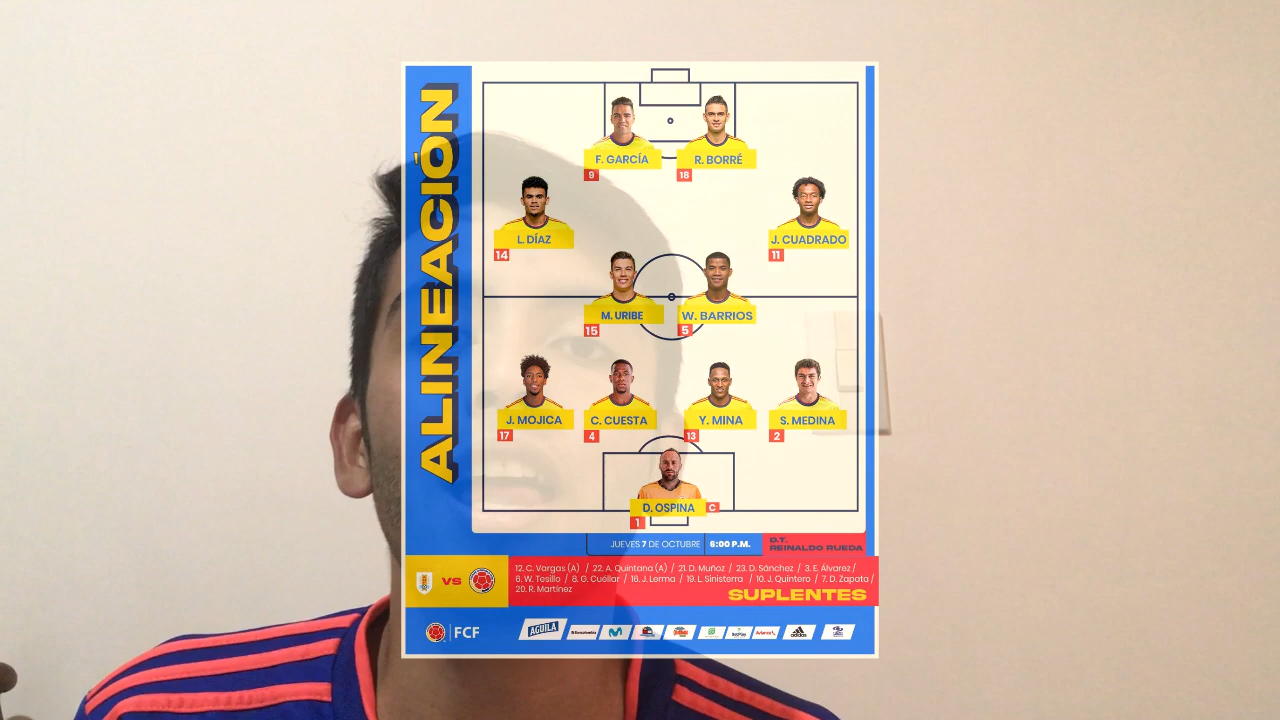 ALINEACIÓN
F. GARCÍA
9
R. BORRÉ
18
L. DÍAZ
14
J. CUADRADO
11
M. URIBE
15
W. BARRIOS
5
J. MOJICA
17
C. CUESTA
4
Y. MINA
13
S. MEDINA
2
D. OSPINA C
1
JUEVES 7 DE OCTUBRE 6:00 P.M.
D.T.
REINALDO RUEDA
VS
12. C. Vargas (A) / 22. A. Quintana (A) / 21. D. Muñoz / 23. D. Sánchez / 3. E. Álvarez /
6. W. Tesillo / 8. G. Cuéllar / 16. J. Lerma / 19. L. Sinisterra / 10. J. Quintero / 7. D. Zapata /
20. R. Martínez
SUPLENTES
FCF
AGUILA
Bancolombia
BetPlay
Avianca
adidas